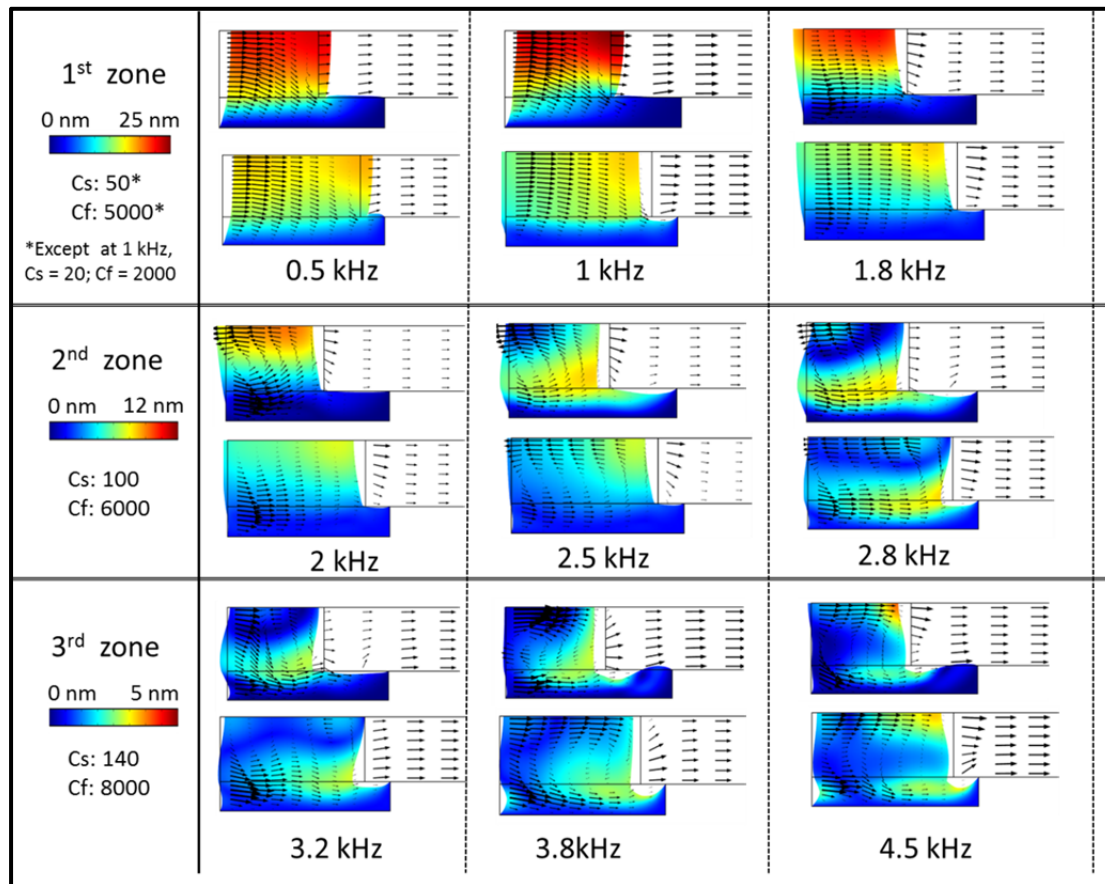 1st zone
0 nm 25 nm
Cs: 50*
Cf: 5000*
*Except at 1 kHz,
Cs = 20; Cf = 2000
0.5 kHz
1 kHz
1.8 kHz
2nd zone
0 nm 12 nm
Cs: 100
Cf: 6000
2 kHz
2.5 kHz
2.8 kHz
3rd zone
0 nm 5 nm
Cs: 140
Cf: 8000
3.2 kHz
3.8kHz
4.5 kHz